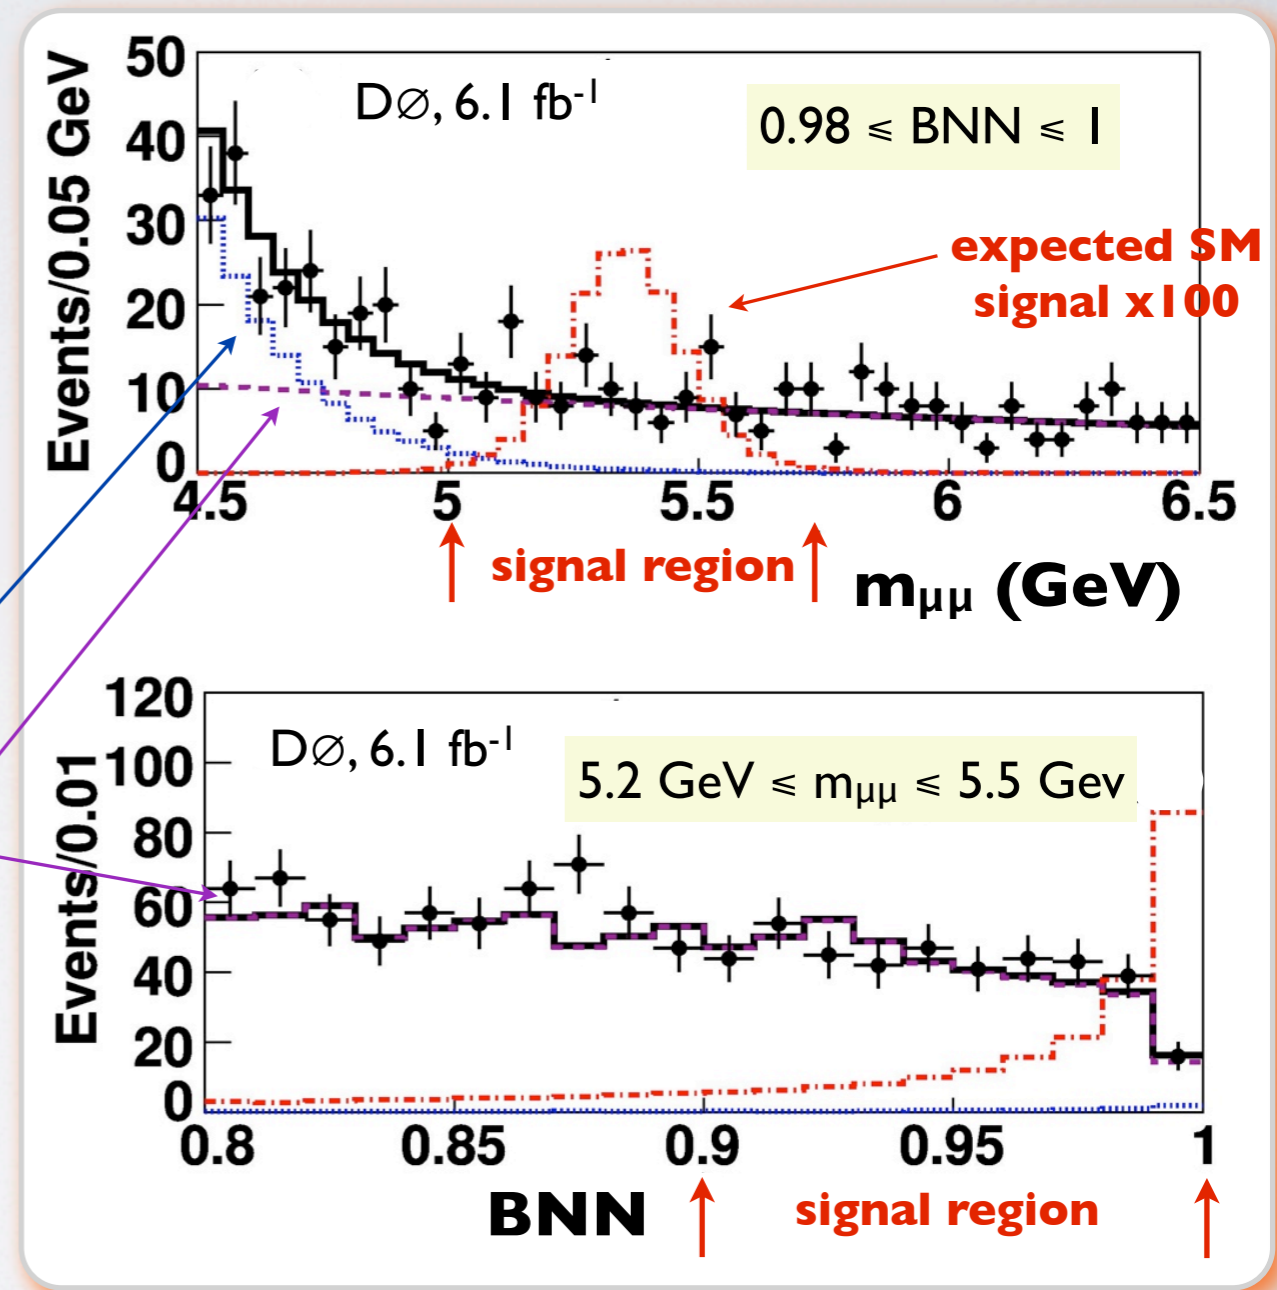 50
40
30
20
10
0
Events/0.05 GeV
DØ, 6.1 fb⁻¹
0.98 ⩽ BNN ⩽ 1
expected SM
signal x100
4.5 5 5.5 6 6.5
signal region
mμμ (GeV)
120
100
80
60
40
20
0
Events/0.01
DØ, 6.1 fb⁻¹
5.2 GeV ⩽ mμμ ⩽ 5.5 Gev
0.8 0.85 0.9 0.95 1
BNN
signal region